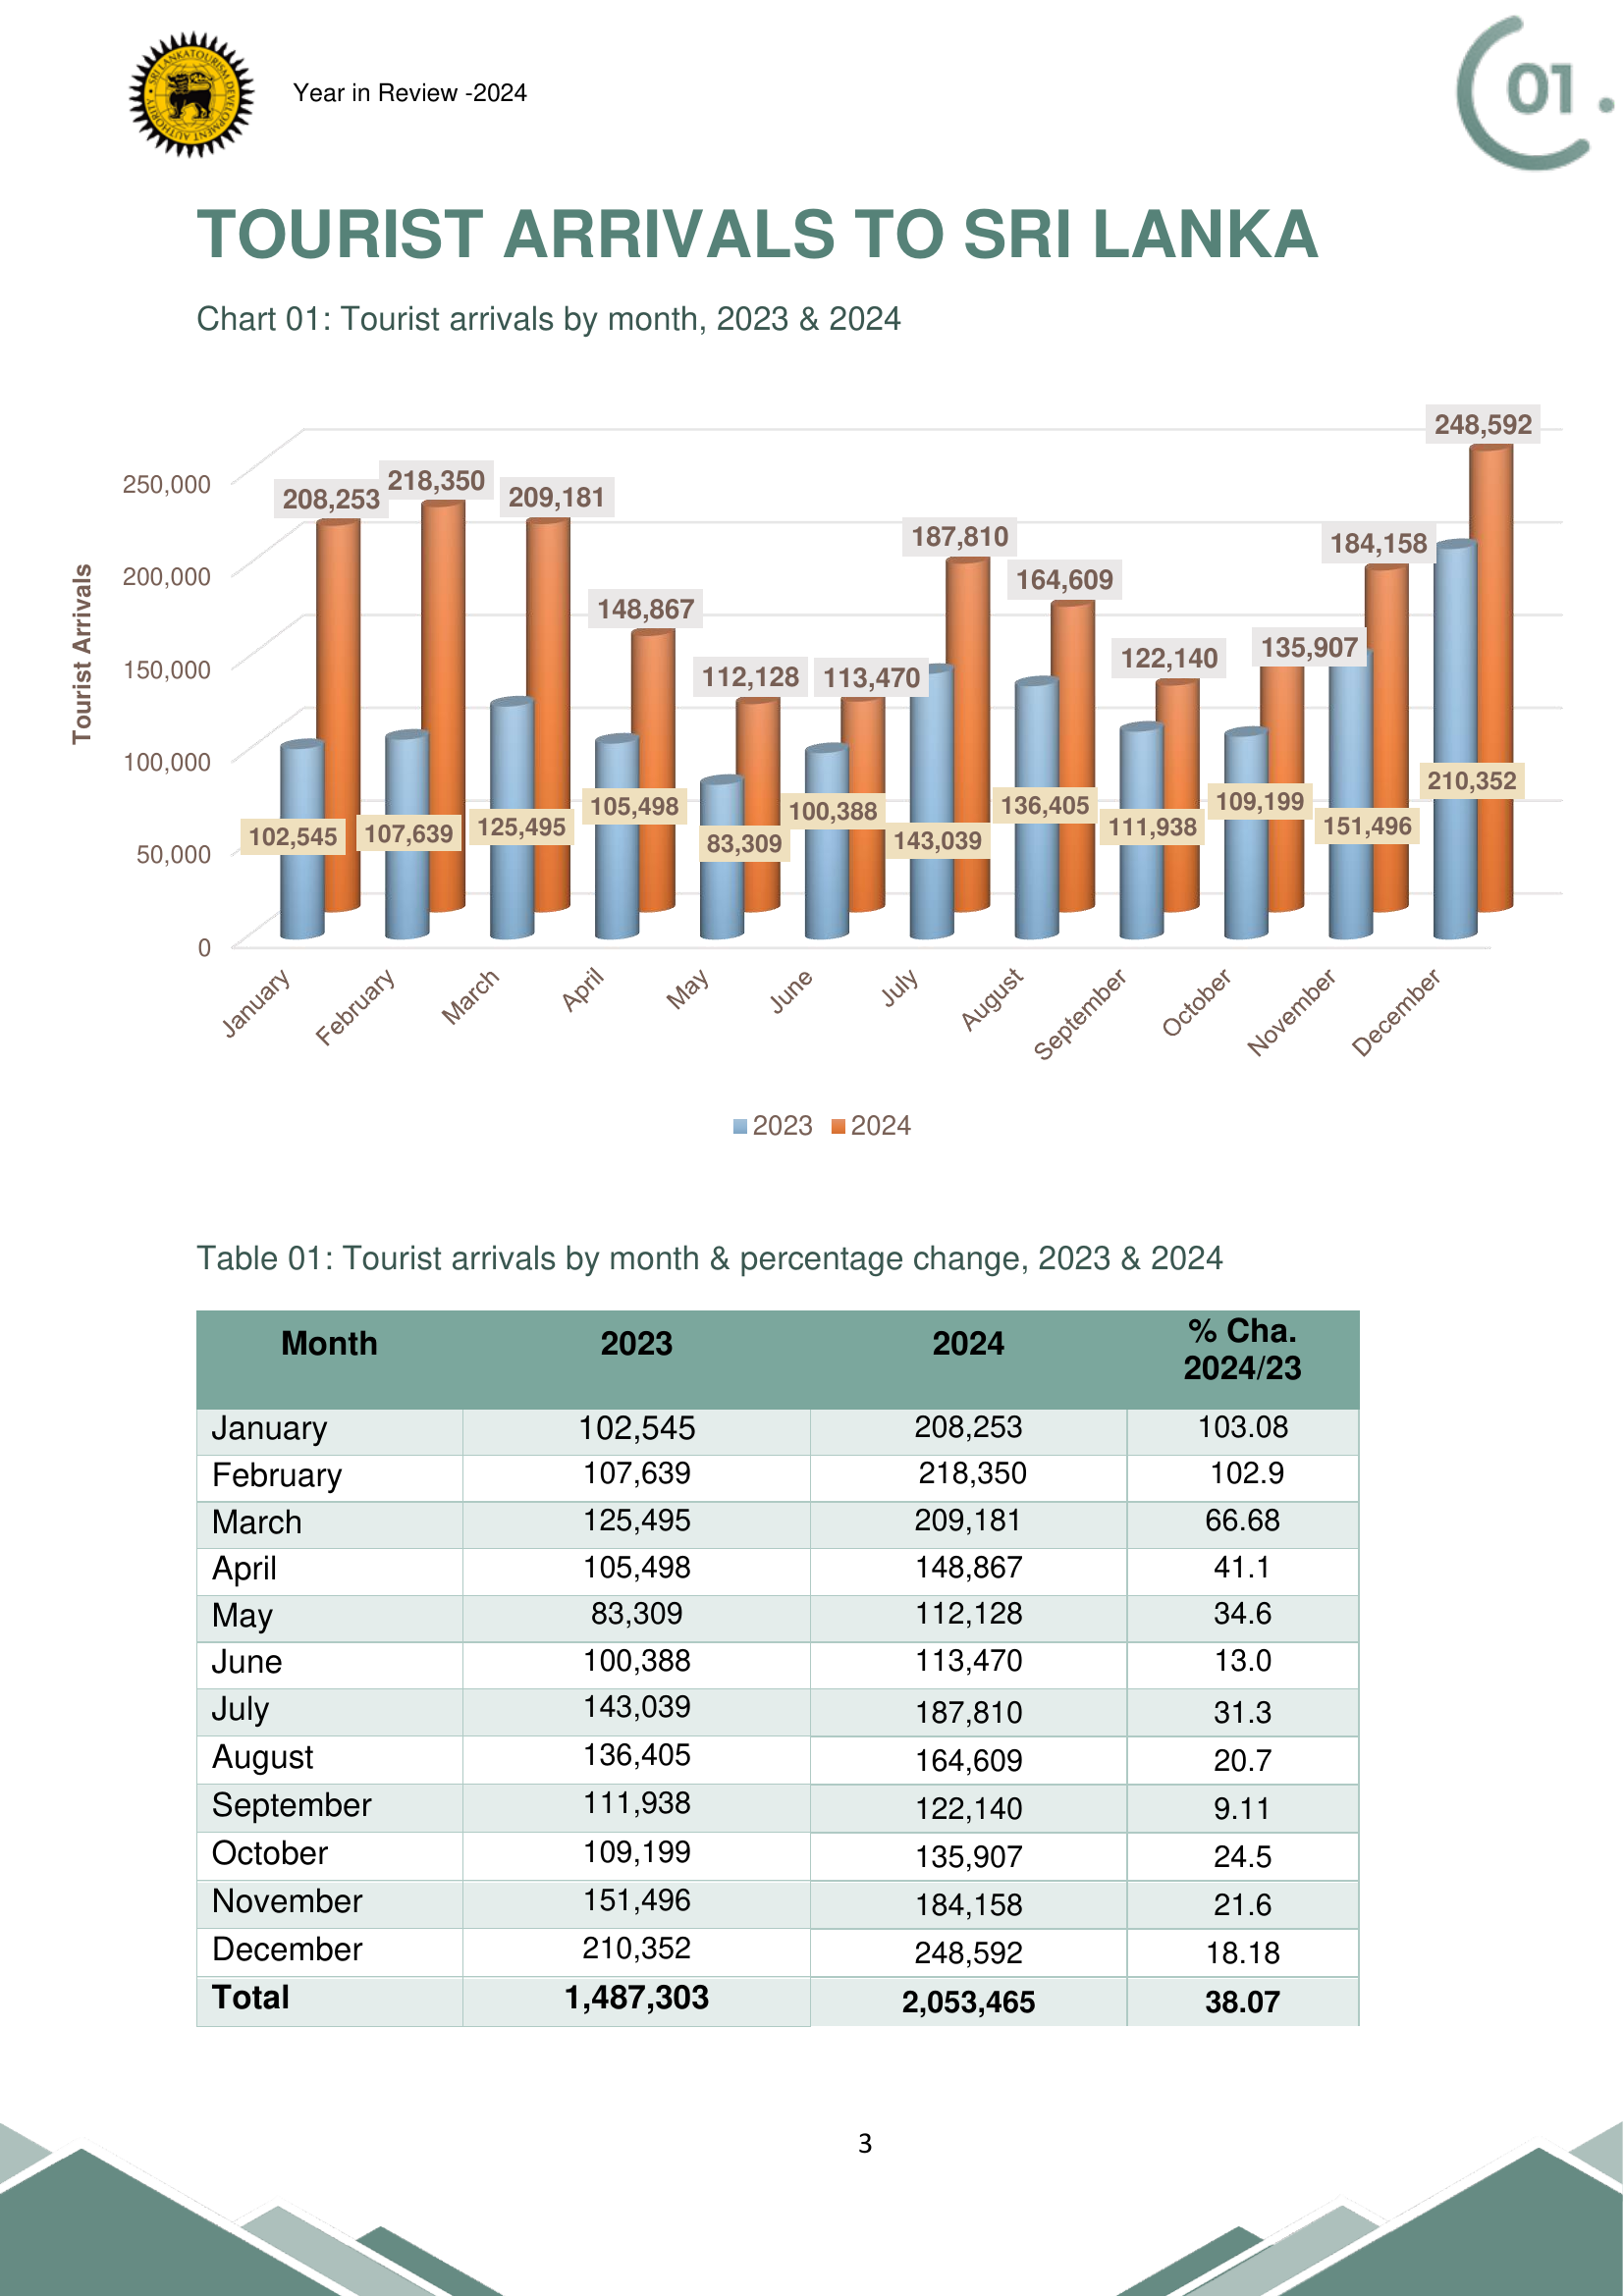 SRI LANKA TOURISM DEVELOPMENT AUTHORITY
Year in Review -2024
01
TOURIST ARRIVALS TO SRI LANKA
Chart 01: Tourist arrivals by month, 2023 & 2024
Tourist Arrivals
250,000
200,000
150,000
100,000
50,000
0
208,253
218,350
209,181
148,867
112,128
113,470
187,810
164,609
122,140
135,907
184,158
248,592
102,545
107,639
125,495
105,498
83,309
100,388
143,039
136,405
111,938
109,199
151,496
210,352
January
February
March
April
May
June
July
August
September
October
November
December
2023 2024
Table 01: Tourist arrivals by month & percentage change, 2023 & 2024
Month 2023 2024 % Cha.
2024/23
January 102,545 208,253 103.08
February 107,639 218,350 102.9
March 125,495 209,181 66.68
April 105,498 148,867 41.1
May 83,309 112,128 34.6
June 100,388 113,470 13.0
July 143,039 187,810 31.3
August 136,405 164,609 20.7
September 111,938 122,140 9.11
October 109,199 135,907 24.5
November 151,496 184,158 21.6
December 210,352 248,592 18.18
Total 1,487,303 2,053,465 38.07
3